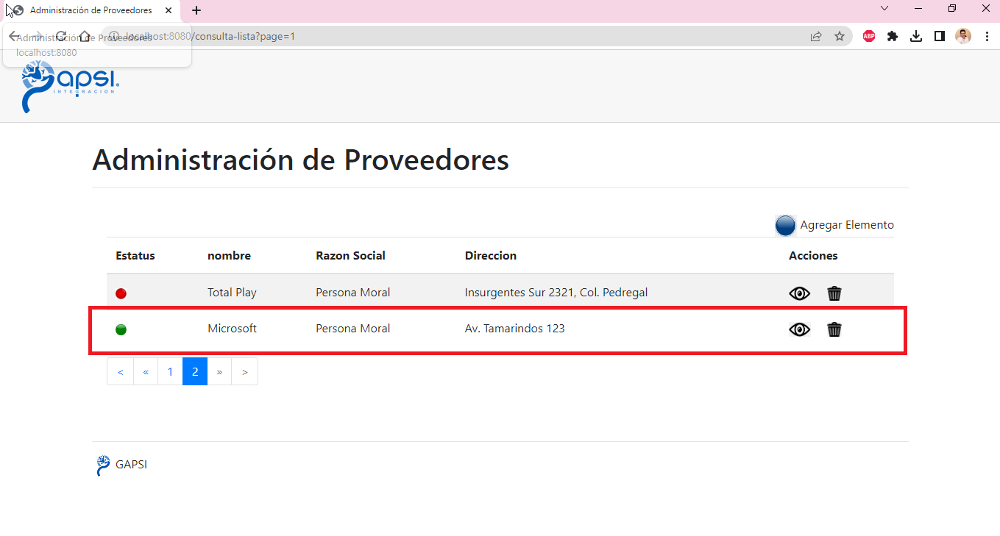 Administración de Proveedores
Administración de Proveedores
localhost:8080
localhost:8080/consulta-lista?page=1
ABP
apsi.
INTEGRACION
Administración de Proveedores
Agregar Elemento
Estatus nombre Razon Social Direccion Acciones
Total Play Persona Moral Insurgentes Sur 2321, Col. Pedregal
Microsoft Persona Moral Av. Tamarindos 123
< « 1 2 » >
GAPSI